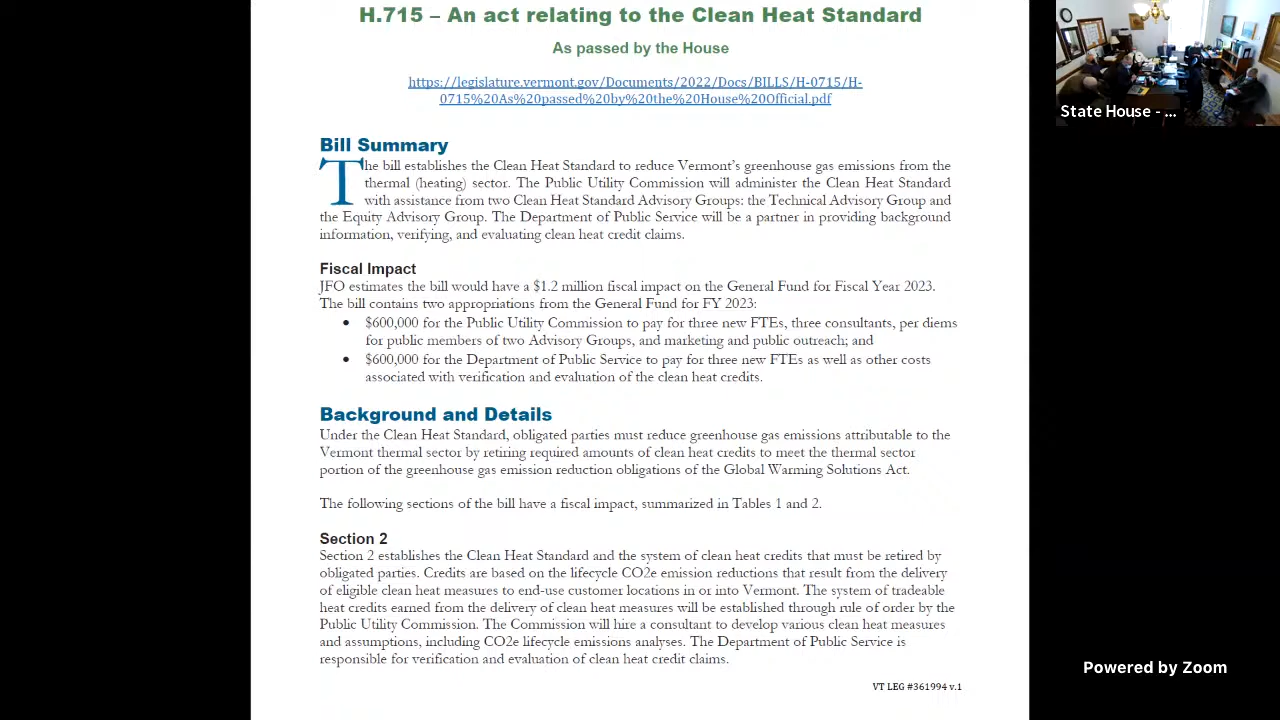 H.715 – An act relating to the Clean Heat Standard
As passed by the House
https://legislature.vermont.gov/Documents/2022/Docs/BILLS/H-0715/H-
0715%20As%20passed%20by%20the%20House%20Official.pdf
Bill Summary
The bill establishes the Clean Heat Standard to reduce Vermont's greenhouse gas emissions from the
thermal (heating) sector. The Public Utility Commission will administer the Clean Heat Standard
with assistance from two Clean Heat Standard Advisory Groups: the Technical Advisory Group and
the Equity Advisory Group. The Department of Public Service will be a partner in providing background
information, verifying, and evaluating clean heat credit claims.
Fiscal Impact
JFO estimates the bill would have a $1.2 million fiscal impact on the General Fund for Fiscal Year 2023.
The bill contains two appropriations from the General Fund for FY 2023:
• $600,000 for the Public Utility Commission to pay for three new FTEs, three consultants, per diems
for public members of two Advisory Groups, and marketing and public outreach; and
• $600,000 for the Department of Public Service to pay for three new FTEs as well as other costs
associated with verification and evaluation of the clean heat credits.
Background and Details
Under the Clean Heat Standard, obligated parties must reduce greenhouse gas emissions attributable to the
Vermont thermal sector by retiring required amounts of clean heat credits to meet the thermal sector
portion of the greenhouse gas emission reduction obligations of the Global Warming Solutions Act.
The following sections of the bill have a fiscal impact, summarized in Tables 1 and 2.
Section 2
Section 2 establishes the Clean Heat Standard and the system of clean heat credits that must be retired by
obligated parties. Credits are based on the lifecycle CO2e emission reductions that result from the delivery
of eligible clean heat measures to end-use customer locations in or into Vermont. The system of tradeable
heat credits earned from the delivery of clean heat measures will be established through rule of order by the
Public Utility Commission. The Commission will hire a consultant to develop various clean heat measures
and assumptions, including CO2e lifecycle emissions analyses. The Department of Public Service is
responsible for verification and evaluation of clean heat credit claims.
VT LEG #361994 v.1
State House - ...
Powered by Zoom